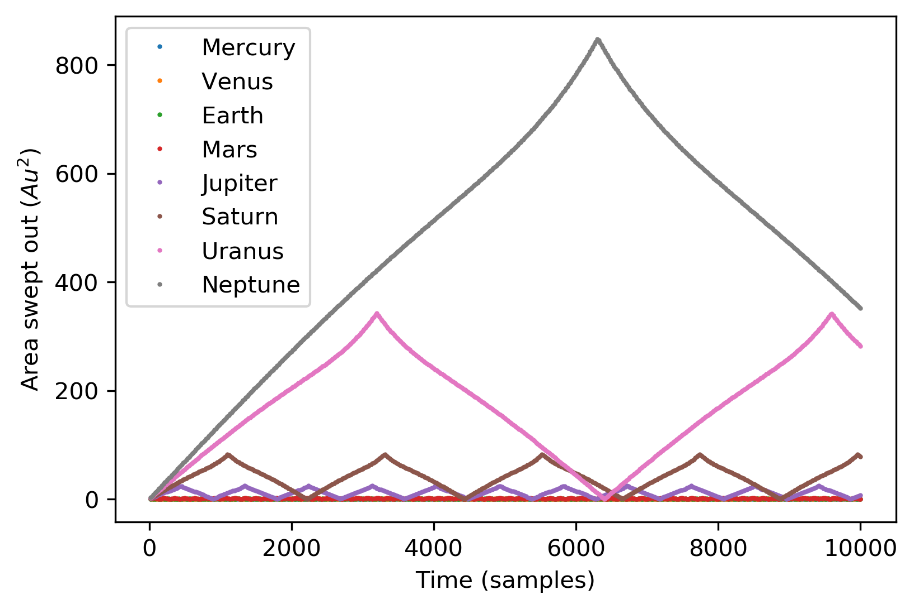 Area swept out (Au²)
800
600
400
200
0
Mercury
Venus
Earth
Mars
Jupiter
Saturn
Uranus
Neptune
0 2000 4000 6000 8000 10000
Time (samples)